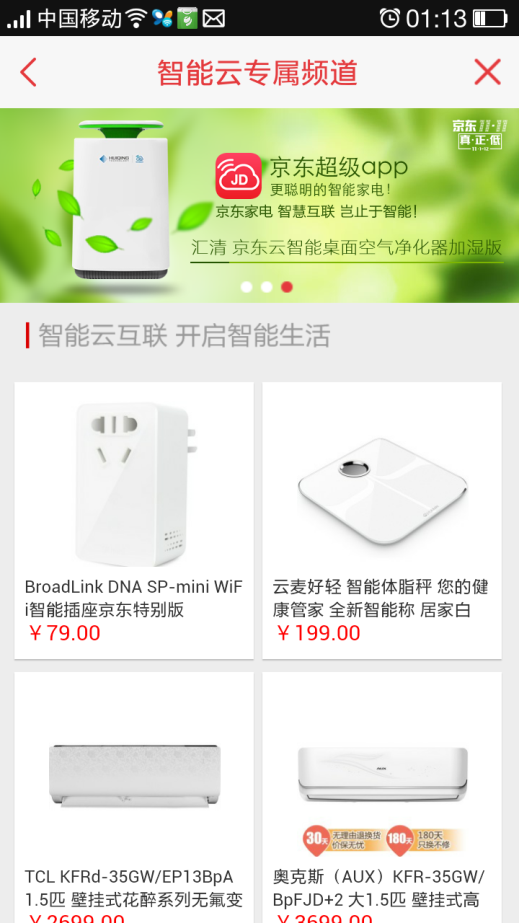 中国移动 01:13
智能云专属频道
京东 11·11
真·正·低
11.1-12
HUIQING
JD
京东超级app
更聪明的智能家电！
京东家电 智慧互联 岂止于智能！
汇清 京东云智能桌面空气净化器加湿版
智能云互联 开启智能生活
BroadLink DNA SP-mini WiF
i智能插座京东特别版
￥79.00
云麦好轻 智能体脂秤 您的健
康管家 全新智能称 居家白
￥199.00
TCL KFRd-35GW/EP13BpA
1.5匹 壁挂式花醉系列无氟变
￥2699.00
AUX
30天 无理由退换货
价保无忧
180天 180天
只换不修
奥克斯（AUX）KFR-35GW/
BpFJD+2 大1.5匹 壁挂式高
￥3699.00